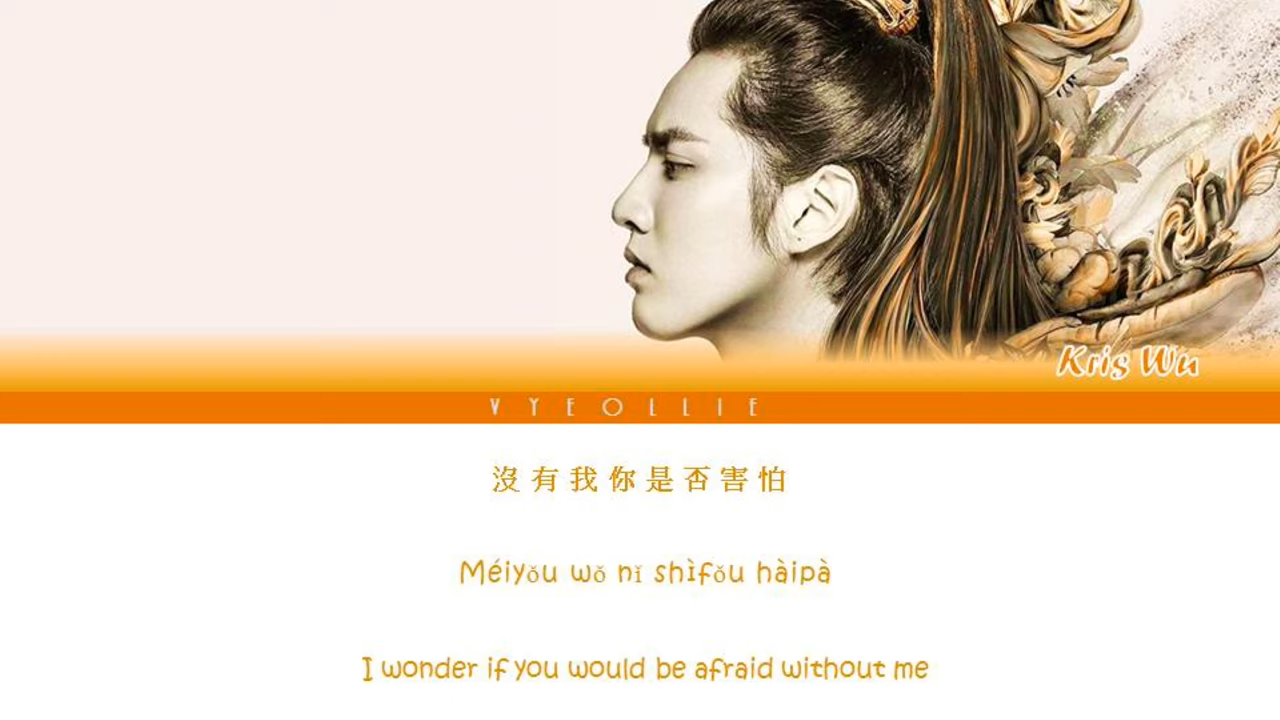 Kris Wu
VYEOLLIE
沒有我你是否害怕
Méiyǒu wǒ nǐ shìfǒu hàipà
I wonder if you would be afraid without me